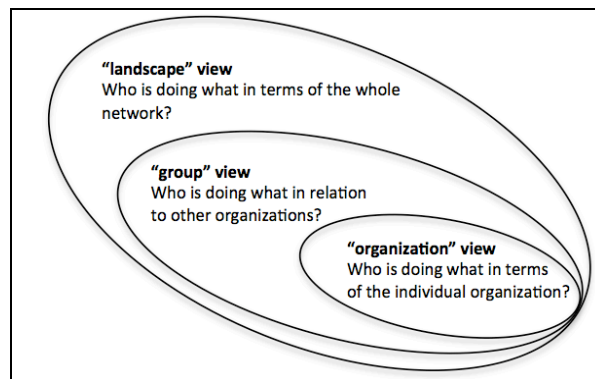 “landscape” view
Who is doing what in terms of the whole
network?
“group” view
Who is doing what in relation
to other organizations?
“organization” view
Who is doing what in terms
of the individual organization?